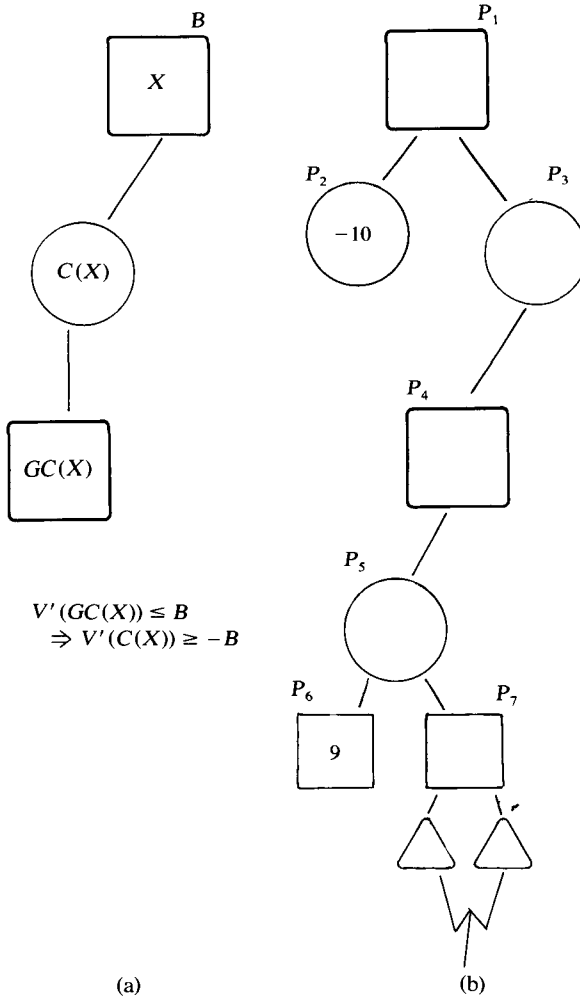 B
X
C(X)
GC(X)
V′(GC(X)) ≤ B
⇒ V′(C(X)) ≥ −B
(a)
P₁
P₂
P₃
−10
P₄
P₅
P₆
P₇
9
(b)